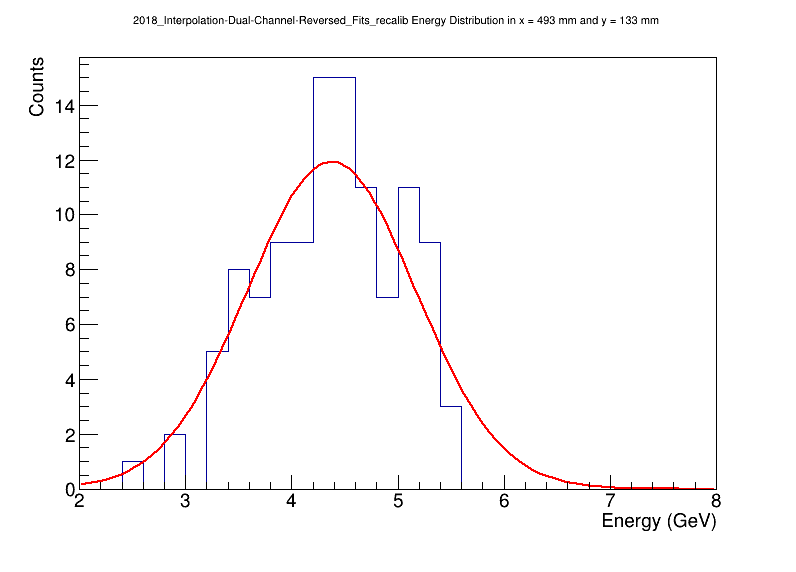 2018_Interpolation-Dual-Channel-Reversed_Fits_recalib Energy Distribution in x = 493 mm and y = 133 mm
Counts
14
12
10
8
6
4
2
0
2 3 4 5 6 7 8
Energy (GeV)